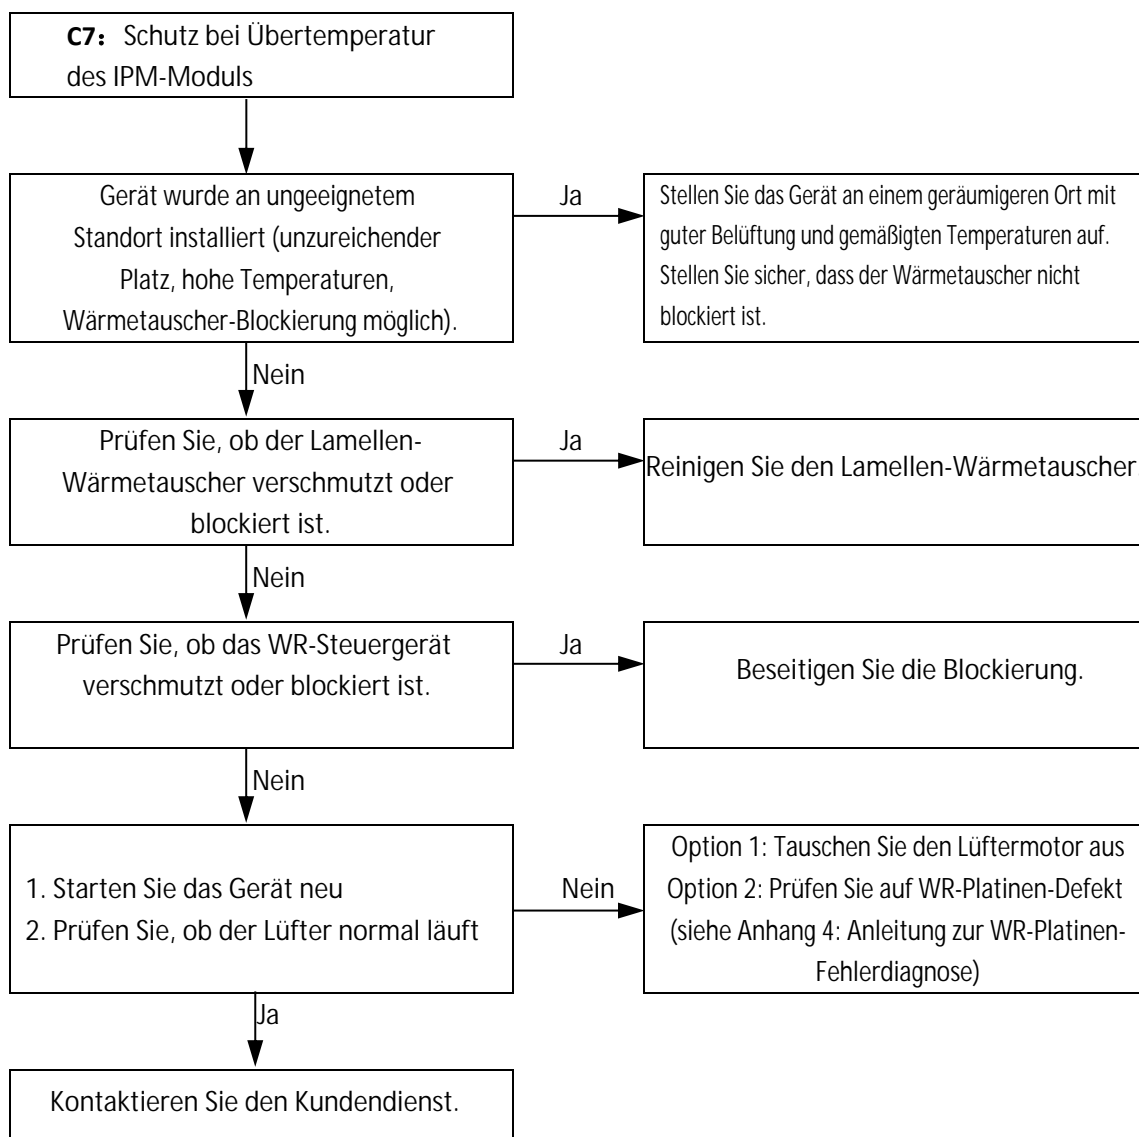 C7: Schutz bei Übertemperatur
des IPM-Moduls
Gerät wurde an ungeeignetem
Standort installiert (unzureichender
Platz, hohe Temperaturen,
Wärmetauscher-Blockierung möglich).
Ja
Stellen Sie das Gerät an einem geräumigeren Ort mit
guter Belüftung und gemäßigten Temperaturen auf.
Stellen Sie sicher, dass der Wärmetauscher nicht
blockiert ist.
Nein
Prüfen Sie, ob der Lamellen-
Wärmetauscher verschmutzt oder
blockiert ist.
Ja
Reinigen Sie den Lamellen-Wärmetauscher.
Nein
Prüfen Sie, ob das WR-Steuergerät
verschmutzt oder blockiert ist.
Ja
Beseitigen Sie die Blockierung.
Nein
1. Starten Sie das Gerät neu
2. Prüfen Sie, ob der Lüfter normal läuft
Nein
Option 1: Tauschen Sie den Lüftermotor aus
Option 2: Prüfen Sie auf WR-Platinen-Defekt
(siehe Anhang 4: Anleitung zur WR-Platinen-
Fehlerdiagnose)
Ja
Kontaktieren Sie den Kundendienst.